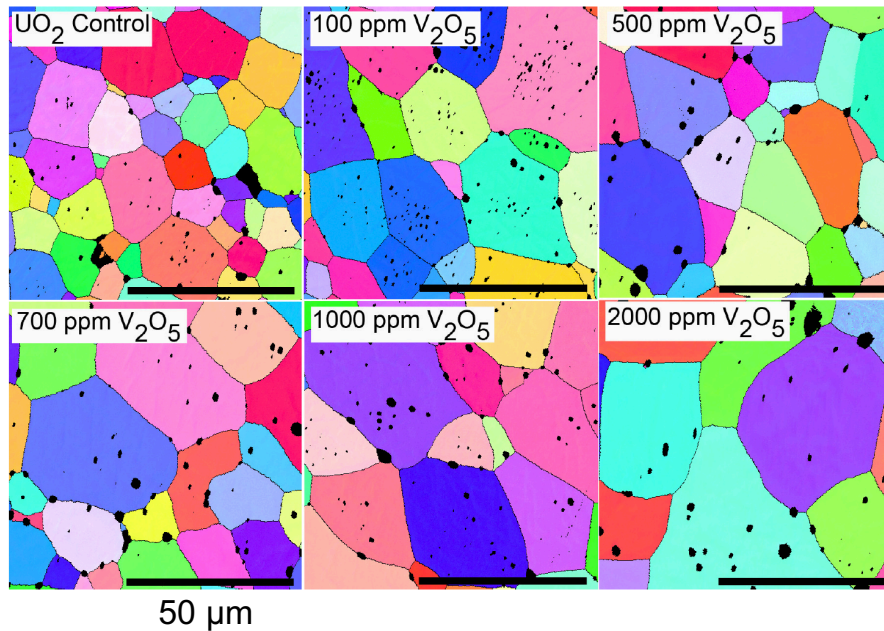 UO₂ Control
100 ppm V₂O₅
500 ppm V₂O₅
700 ppm V₂O₅
1000 ppm V₂O₅
2000 ppm V₂O₅
50 µm